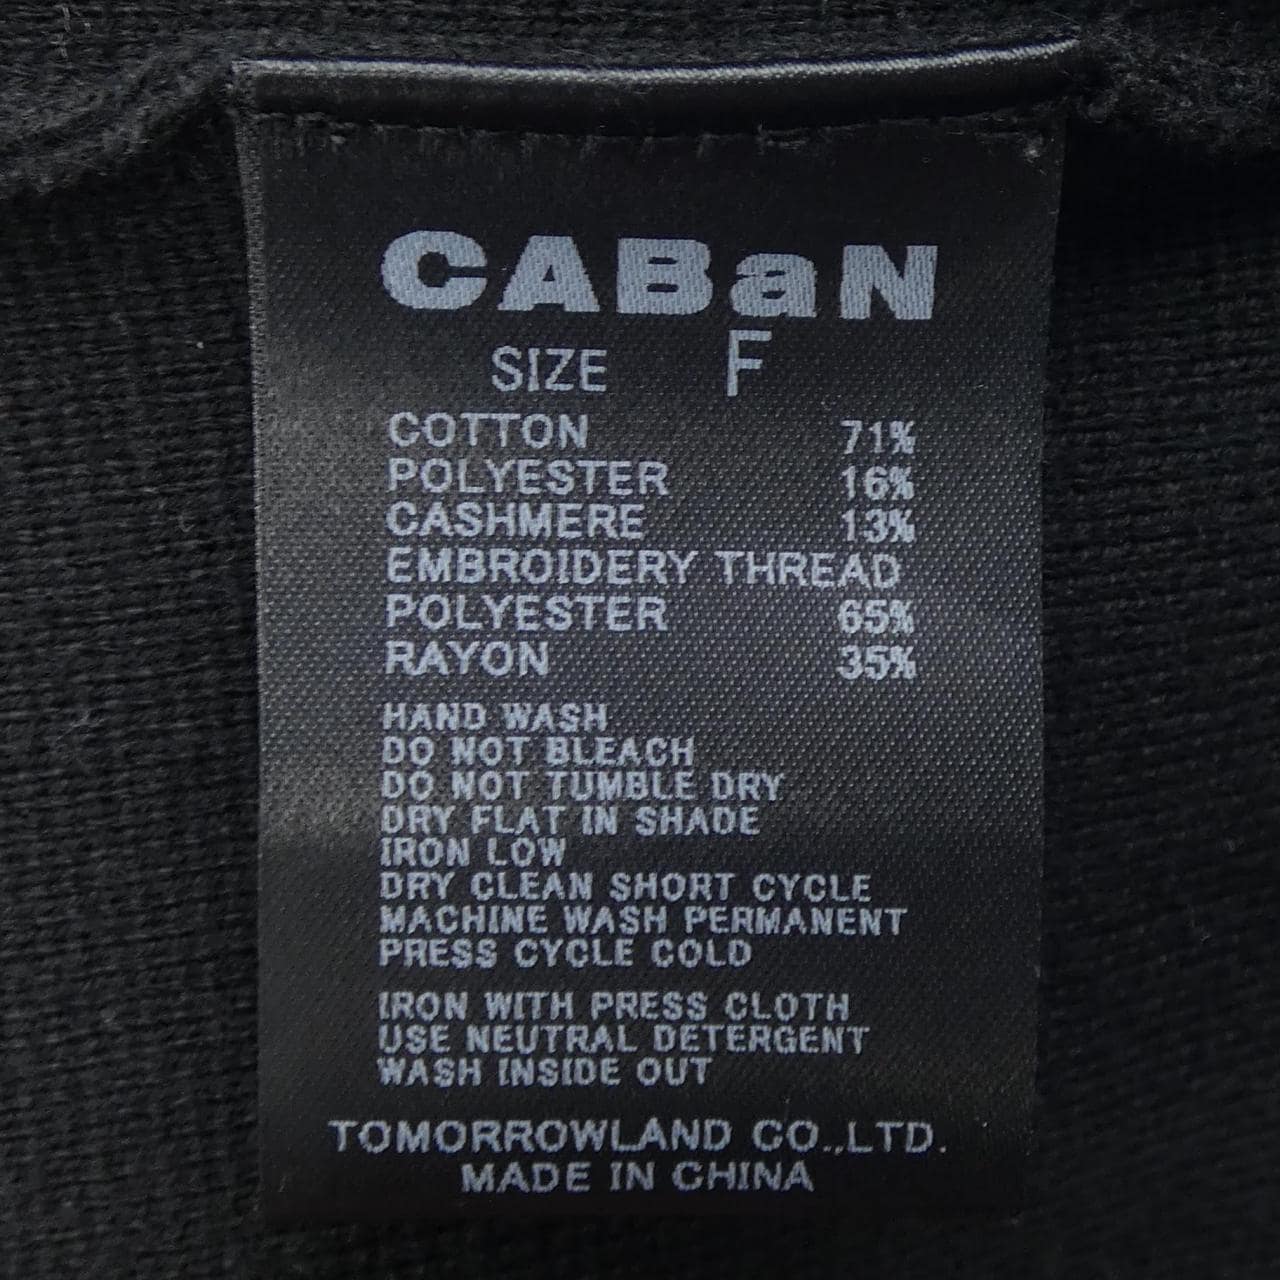 CABaN
SIZE F
COTTON 71%
POLYESTER 16%
CASHMERE 13%
EMBROIDERY THREAD
POLYESTER 65%
RAYON 35%
HAND WASH
DO NOT BLEACH
DO NOT TUMBLE DRY
DRY FLAT IN SHADE
IRON LOW
DRY CLEAN SHORT CYCLE
MACHINE WASH PERMANENT
PRESS CYCLE COLD
IRON WITH PRESS CLOTH
USE NEUTRAL DETERGENT
WASH INSIDE OUT
TOMORROWLAND CO.,LTD.
MADE IN CHINA